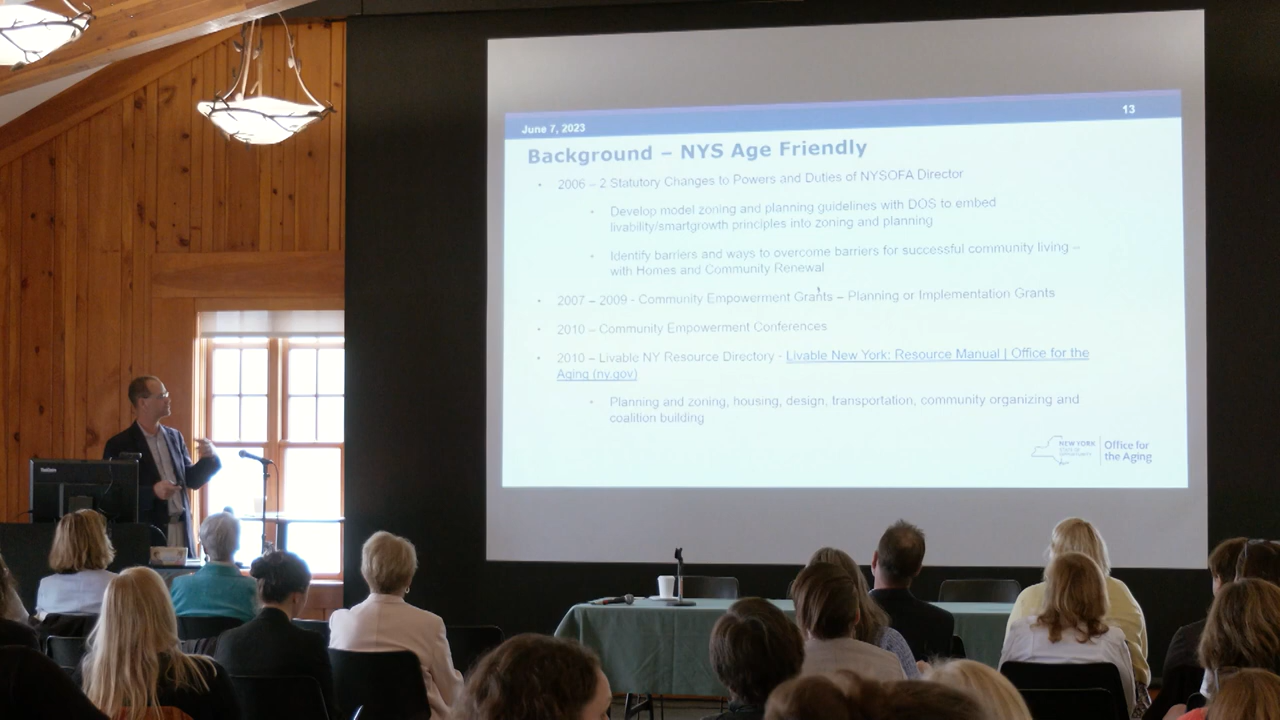 June 7, 2023
13
Background – NYS Age Friendly
• 2006 – 2 Statutory Changes to Powers and Duties of NYSOFA Director
• Develop model zoning and planning guidelines with DOS to embed
livability/smartgrowth principles into zoning and planning
• Identify barriers and ways to overcome barriers for successful community living –
with Homes and Community Renewal
• 2007 – 2009 - Community Empowerment Grants – Planning or Implementation Grants
• 2010 – Community Empowerment Conferences
• 2010 – Livable NY Resource Directory - Livable New York: Resource Manual | Office for the
Aging (ny.gov)
• Planning and zoning, housing, design, transportation, community organizing and
coalition building
NEW YORK
STATE OF
OPPORTUNITY
Office for
the Aging